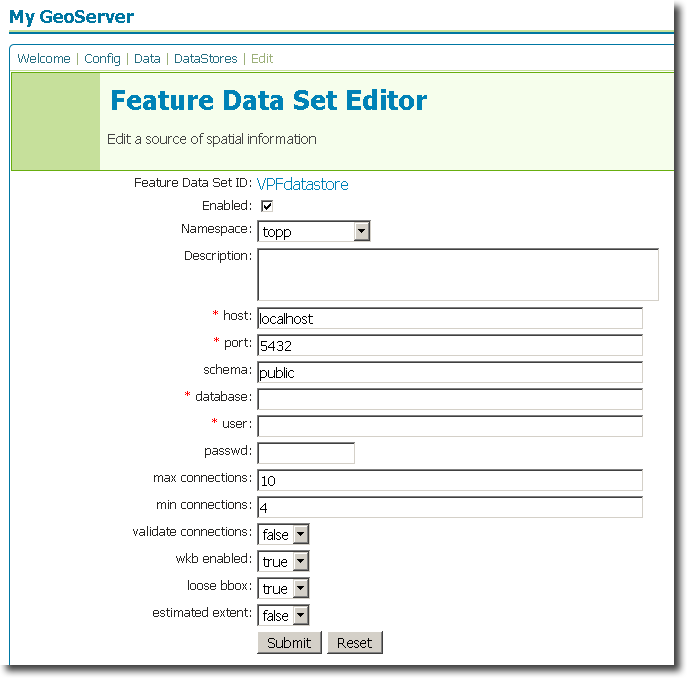 My GeoServer
Welcome | Config | Data | DataStores | Edit
Feature Data Set Editor
Edit a source of spatial information
Feature Data Set ID: VPFdatastore
Enabled:
Namespace: topp
Description:
* host: localhost
* port: 5432
schema: public
* database:
* user:
passwd:
max connections: 10
min connections: 4
validate connections: false
wkb enabled: true
loose bbox: true
estimated extent: false
Submit Reset